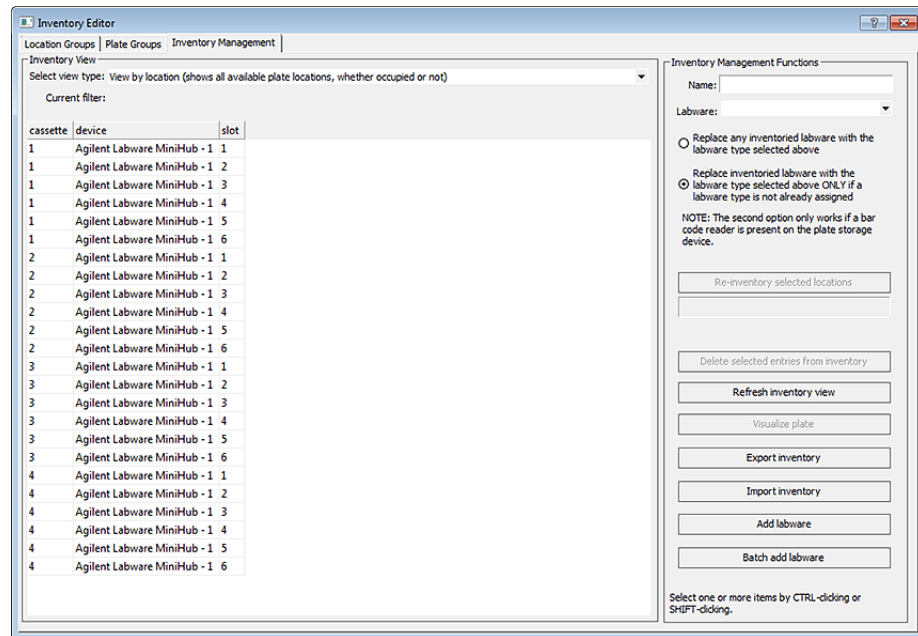 Inventory Editor
Location Groups Plate Groups Inventory Management
Inventory View
Select view type: View by location (shows all available plate locations, whether occupied or not)
Current filter:
cassette device slot
1 Agilent Labware MiniHub - 1 1
1 Agilent Labware MiniHub - 1 2
1 Agilent Labware MiniHub - 1 3
1 Agilent Labware MiniHub - 1 4
1 Agilent Labware MiniHub - 1 5
1 Agilent Labware MiniHub - 1 6
2 Agilent Labware MiniHub - 1 1
2 Agilent Labware MiniHub - 1 2
2 Agilent Labware MiniHub - 1 3
2 Agilent Labware MiniHub - 1 4
2 Agilent Labware MiniHub - 1 5
2 Agilent Labware MiniHub - 1 6
3 Agilent Labware MiniHub - 1 1
3 Agilent Labware MiniHub - 1 2
3 Agilent Labware MiniHub - 1 3
3 Agilent Labware MiniHub - 1 4
3 Agilent Labware MiniHub - 1 5
3 Agilent Labware MiniHub - 1 6
4 Agilent Labware MiniHub - 1 1
4 Agilent Labware MiniHub - 1 2
4 Agilent Labware MiniHub - 1 3
4 Agilent Labware MiniHub - 1 4
4 Agilent Labware MiniHub - 1 5
4 Agilent Labware MiniHub - 1 6
Inventory Management Functions
Name:
Labware:
Replace any inventoried labware with the
labware type selected above
Replace inventoried labware with the
labware type selected above ONLY if a
labware type is not already assigned
NOTE: The second option only works if a bar
code reader is present on the plate storage
device.
Re-inventory selected locations
Delete selected entries from inventory
Refresh inventory view
Visualize plate
Export inventory
Import inventory
Add labware
Batch add labware
Select one or more items by CTRL-clicking or
SHIFT-clicking.